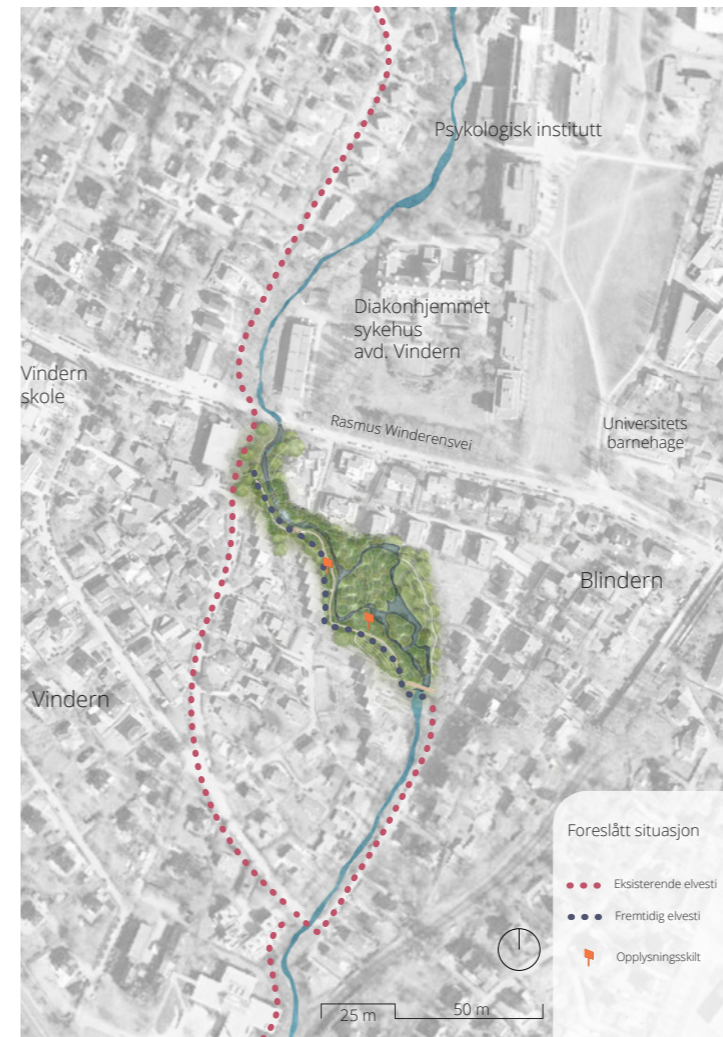 Psykologisk institutt
Diakonhjemmet
sykehus
avd. Vindern
Vindern
skole
Rasmus Winderensvei
Universitets
barnehage
Blindern
Vindern
Foreslått situasjon
Eksisterende elvesti
Fremtidig elvesti
Opplysningsskilt
25 m
50 m